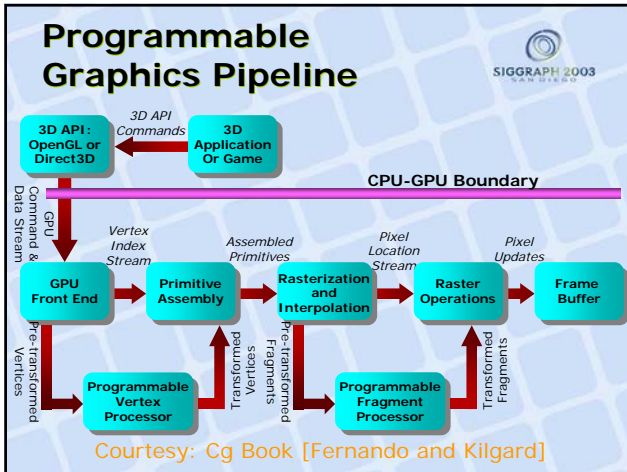 Programmable
Graphics Pipeline
SIGGRAPH 2003
SAN DIEGO
3D API:
OpenGL or
Direct3D
3D API
Commands
3D
Application
Or Game
CPU-GPU Boundary
GPU
Command &
Data Stream
Vertex
Index
Stream
Assembled
Primitives
Pixel
Location
Stream
Pixel
Updates
GPU
Front End
Primitive
Assembly
Rasterization
and
Interpolation
Raster
Operations
Frame
Buffer
Pre-transformed
Vertices
Transformed
Vertices
Pre-transformed
Fragments
Transformed
Fragments
Programmable
Vertex
Processor
Programmable
Fragment
Processor
Courtesy: Cg Book [Fernando and Kilgard]